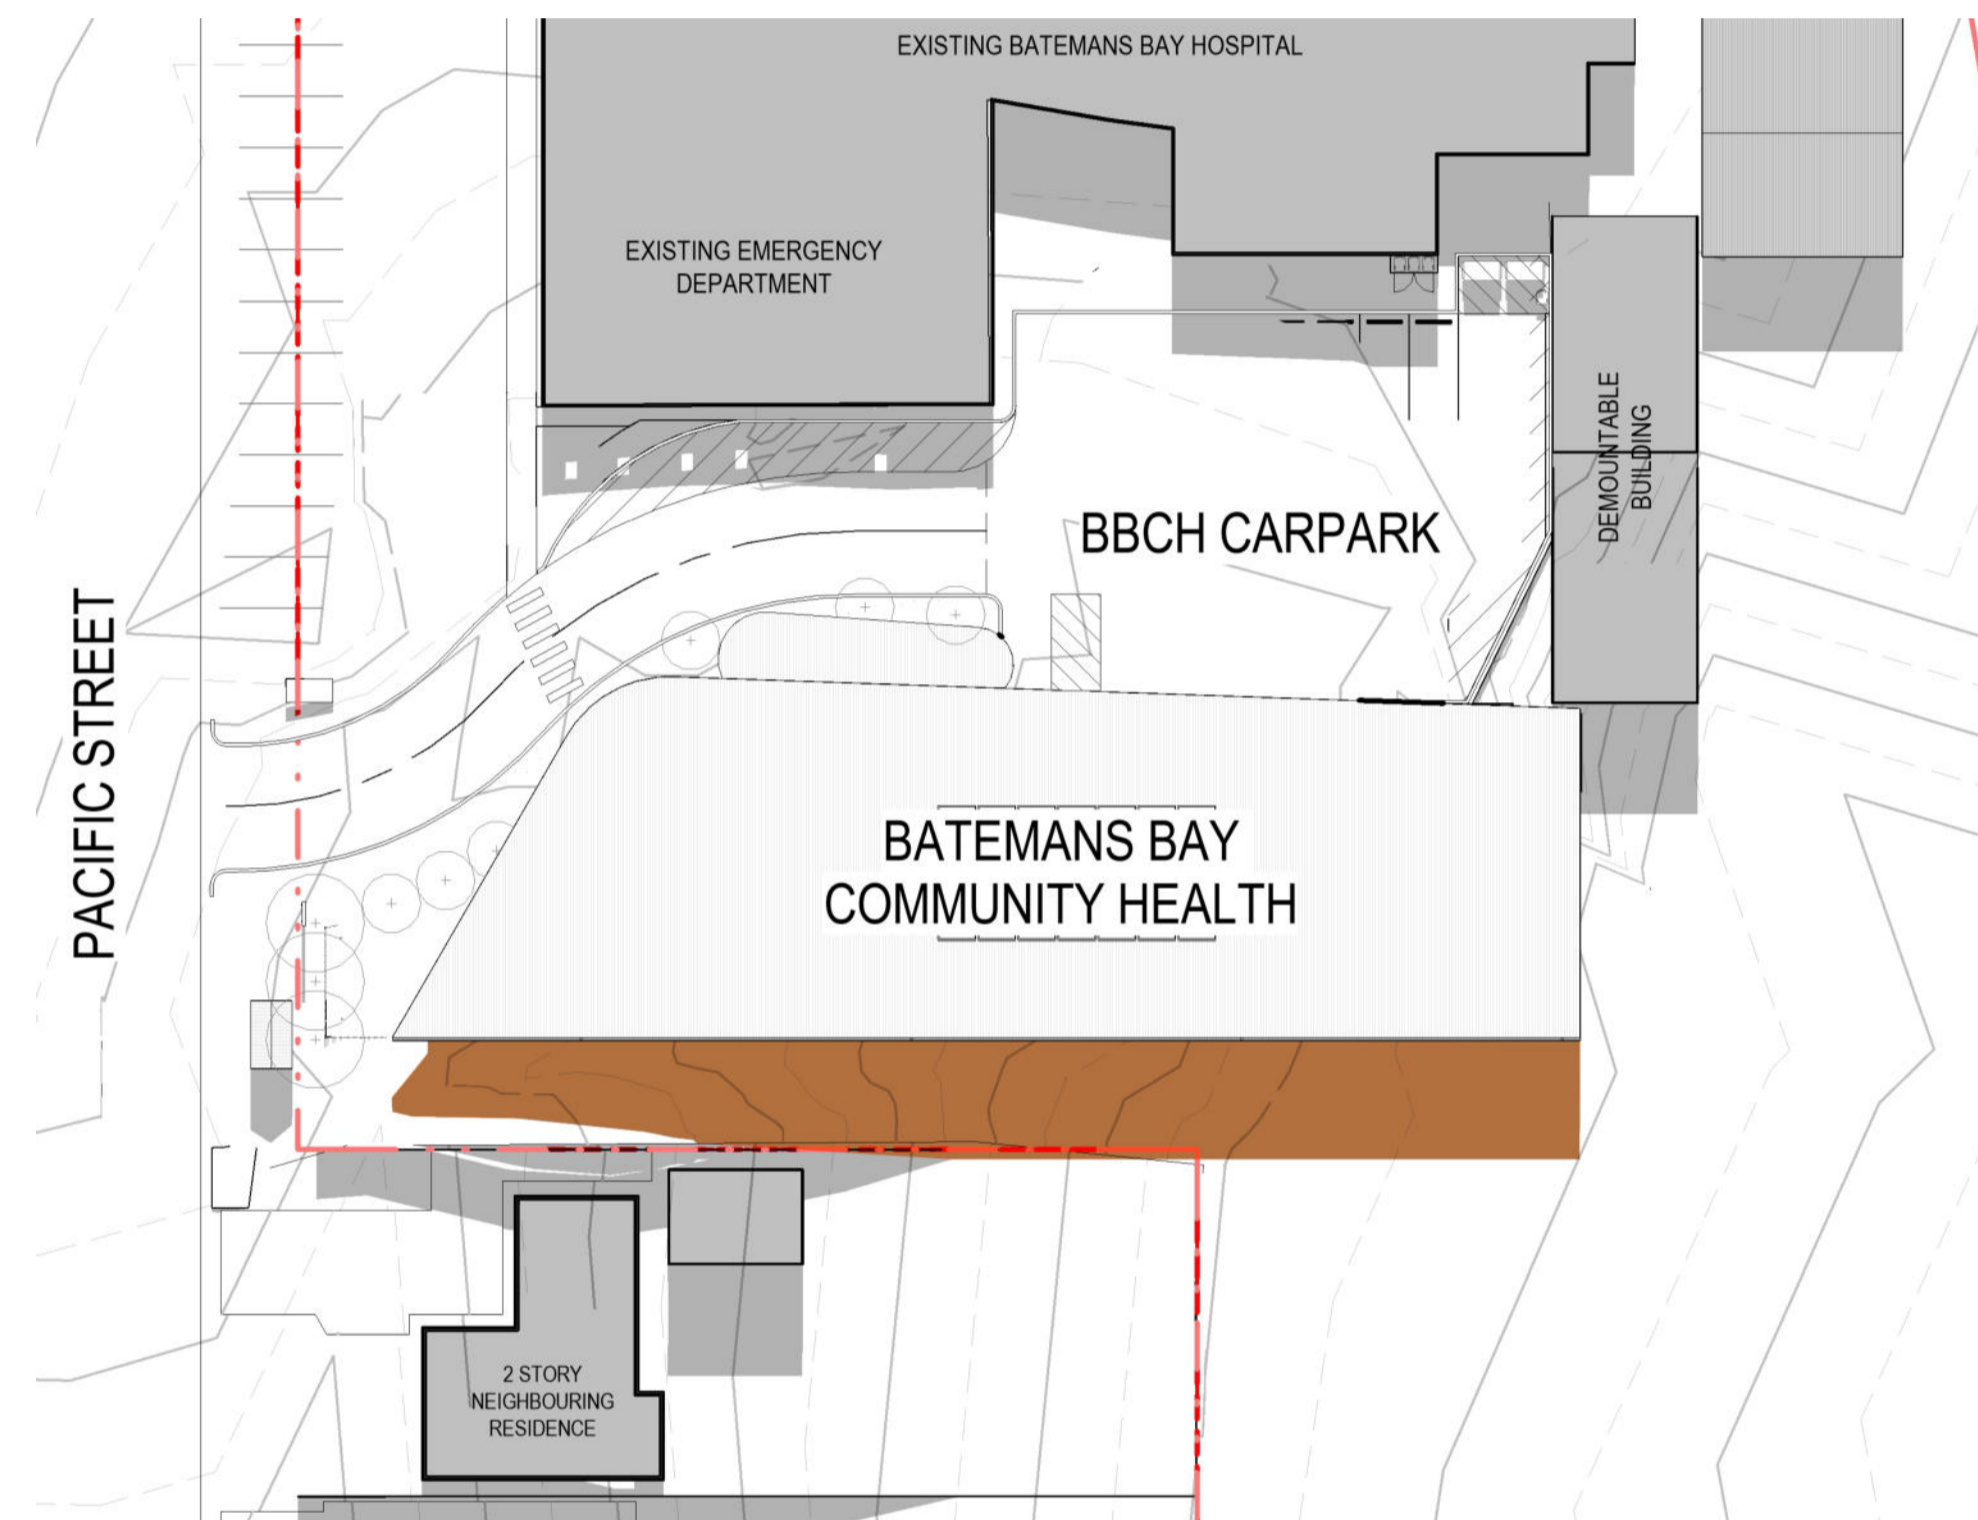 EXISTING BATEMANS BAY HOSPITAL
EXISTING EMERGENCY
DEPARTMENT
DEMOUNTABLE
BUILDING
BBCH CARPARK
PACIFIC STREET
BATEMANS BAY
COMMUNITY HEALTH
2 STORY
NEIGHBOURING
RESIDENCE